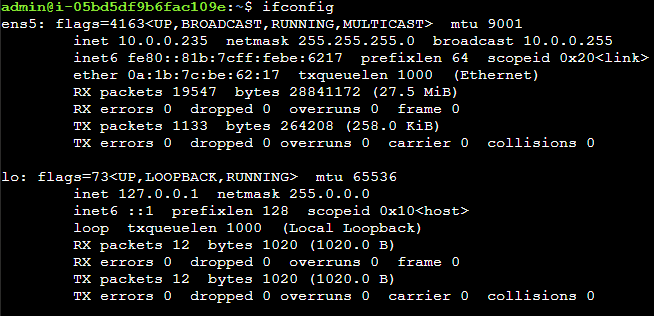 admin@i-05bd5df9b6fac109e:~$ ifconfig
ens5: flags=4163<UP,BROADCAST,RUNNING,MULTICAST>  mtu 9001
        inet 10.0.0.235  netmask 255.255.255.0  broadcast 10.0.0.255
        inet6 fe80::81b:7cff:febe:6217  prefixlen 64  scopeid 0x20<link>
        ether 0a:1b:7c:be:62:17  txqueuelen 1000  (Ethernet)
        RX packets 19547  bytes 28841172 (27.5 MiB)
        RX errors 0  dropped 0  overruns 0  frame 0
        TX packets 1133  bytes 264208 (258.0 KiB)
        TX errors 0  dropped 0 overruns 0  carrier 0  collisions 0

lo: flags=73<UP,LOOPBACK,RUNNING>  mtu 65536
        inet 127.0.0.1  netmask 255.0.0.0
        inet6 ::1  prefixlen 128  scopeid 0x10<host>
        loop  txqueuelen 1000  (Local Loopback)
        RX packets 12  bytes 1020 (1020.0 B)
        RX errors 0  dropped 0  overruns 0  frame 0
        TX packets 12  bytes 1020 (1020.0 B)
        TX errors 0  dropped 0 overruns 0  carrier 0  collisions 0